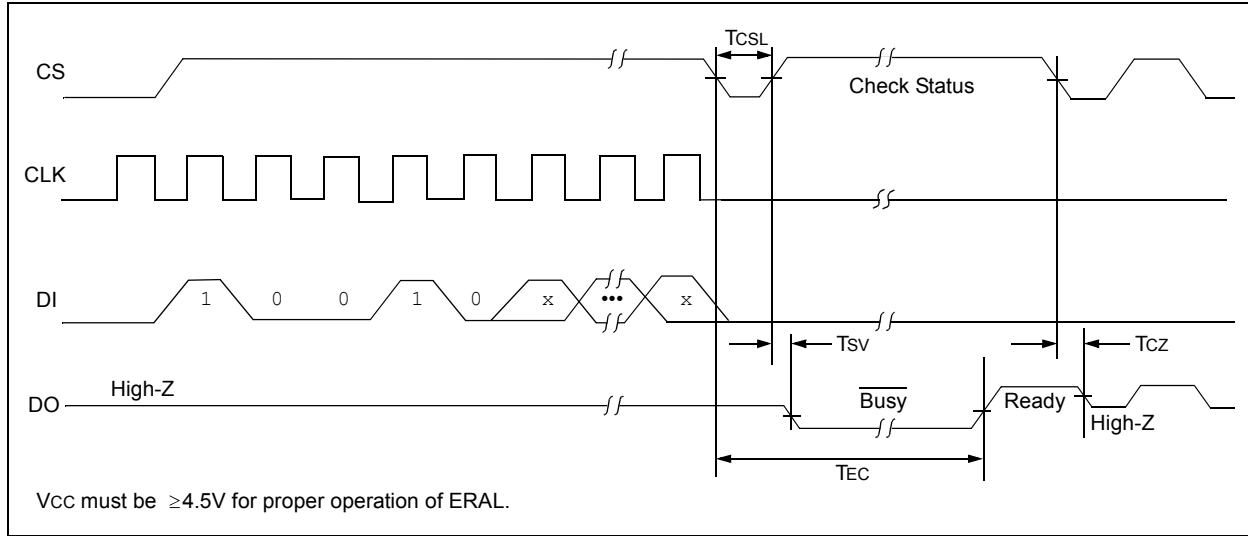 TCSL
CS
Check Status
CLK
DI 1 0 0 1 0 x ••• x
TSV
TCZ
High-Z
DO
Busy
Ready
High-Z
TEC
VCC must be ≥4.5V for proper operation of ERAL.